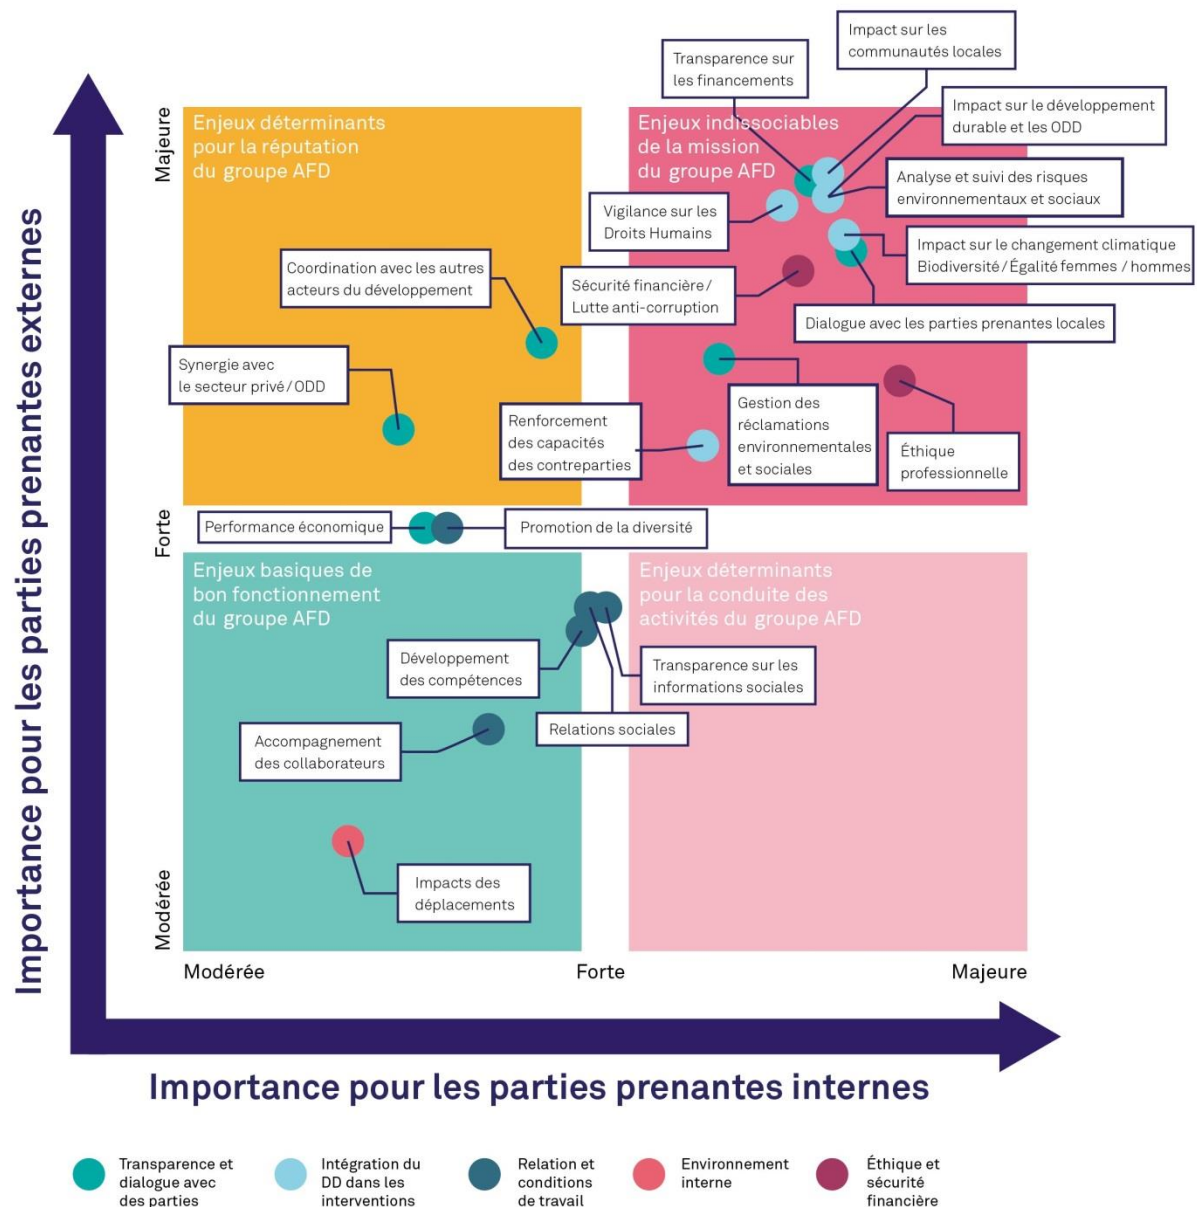 Impact sur les
communautés locales
Transparence sur
les financements
Impact sur le développement
durable et les ODD
Majeure
Enjeux déterminants
pour la réputation
du groupe AFD
Enjeux indissociables
de la mission
du groupe AFD
Analyse et suivi des risques
environnementaux et sociaux
Vigilance sur les
Droits Humains
Impact sur le changement climatique
Biodiversité / Égalité femmes / hommes
Coordination avec les autres
acteurs du développement
Sécurité financière /
Lutte anti-corruption
Dialogue avec les parties prenantes locales
Synergie avec
le secteur privé / ODD
Renforcement
des capacités
des contreparties
Gestion des
réclamations
environnementales
et sociales
Éthique
professionnelle
Forte
Performance économique
Promotion de la diversité
Enjeux basiques de
bon fonctionnement
du groupe AFD
Enjeux déterminants
pour la conduite des
activités du groupe AFD
Développement
des compétences
Transparence sur les
informations sociales
Relations sociales
Accompagnement
des collaborateurs
Impacts des
déplacements
Modérée
Importance pour les parties prenantes externes
Modérée
Forte
Majeure
Importance pour les parties prenantes internes
Transparence et
dialogue avec
des parties
Intégration du
DD dans les
interventions
Relation et
conditions
de travail
Environnement
interne
Éthique et
sécurité
financière